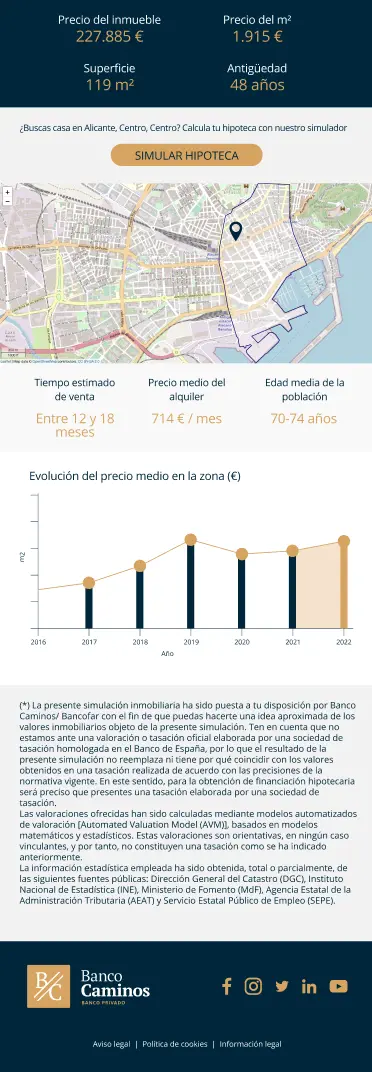 Precio del inmueble
Precio del m²
227.885 €
1.915 €
Superficie
Antigüedad
119 m²
48 años
¿Buscas casa en Alicante, Centro, Centro? Calcula tu hipoteca con nuestro simulador
SIMULAR HIPOTECA
+
−
Tiempo estimado de venta
Entre 12 y 18 meses
Precio medio del alquiler
714 € / mes
Edad media de la población
70-74 años
Evolución del precio medio en la zona (€)
m2
2016 2017 2018 2019 2020 2021 2022
Año
(*) La presente simulación inmobiliaria ha sido puesta a tu disposición por Banco
Caminos/ Bancofar con el fin de que puedas hacerte una idea aproximada de los
valores inmobiliarios objeto de la presente simulación. Ten en cuenta que no
estamos ante una valoración o tasación oficial elaborada por una sociedad de
tasación homologada en el Banco de España, por lo que el resultado de la
presente simulación no reemplaza ni tiene por qué coincidir con los valores
obtenidos en una tasación realizada de acuerdo con las precisiones de la
normativa vigente. En este sentido, para la obtención de financiación hipotecaria
será preciso que presentes una tasación elaborada por una sociedad de
tasación.
Las valoraciones ofrecidas han sido calculadas mediante modelos automatizados
de valoración [Automated Valuation Model (AVM)], basados en modelos
matemáticos y estadísticos. Estas valoraciones son orientativas, en ningún caso
vinculantes, y por tanto, no constituyen una tasación como se ha indicado
anteriormente.
La información estadística empleada ha sido obtenida, total o parcialmente, de
las siguientes fuentes públicas: Dirección General del Catastro (DGC), Instituto
Nacional de Estadística (INE), Ministerio de Fomento (MdF), Agencia Estatal de la
Administración Tributaria (AEAT) y Servicio Estatal Público de Empleo (SEPE).
B/C
Banco
Caminos
BANCO PRIVADO
Aviso legal | Política de cookies | Información legal